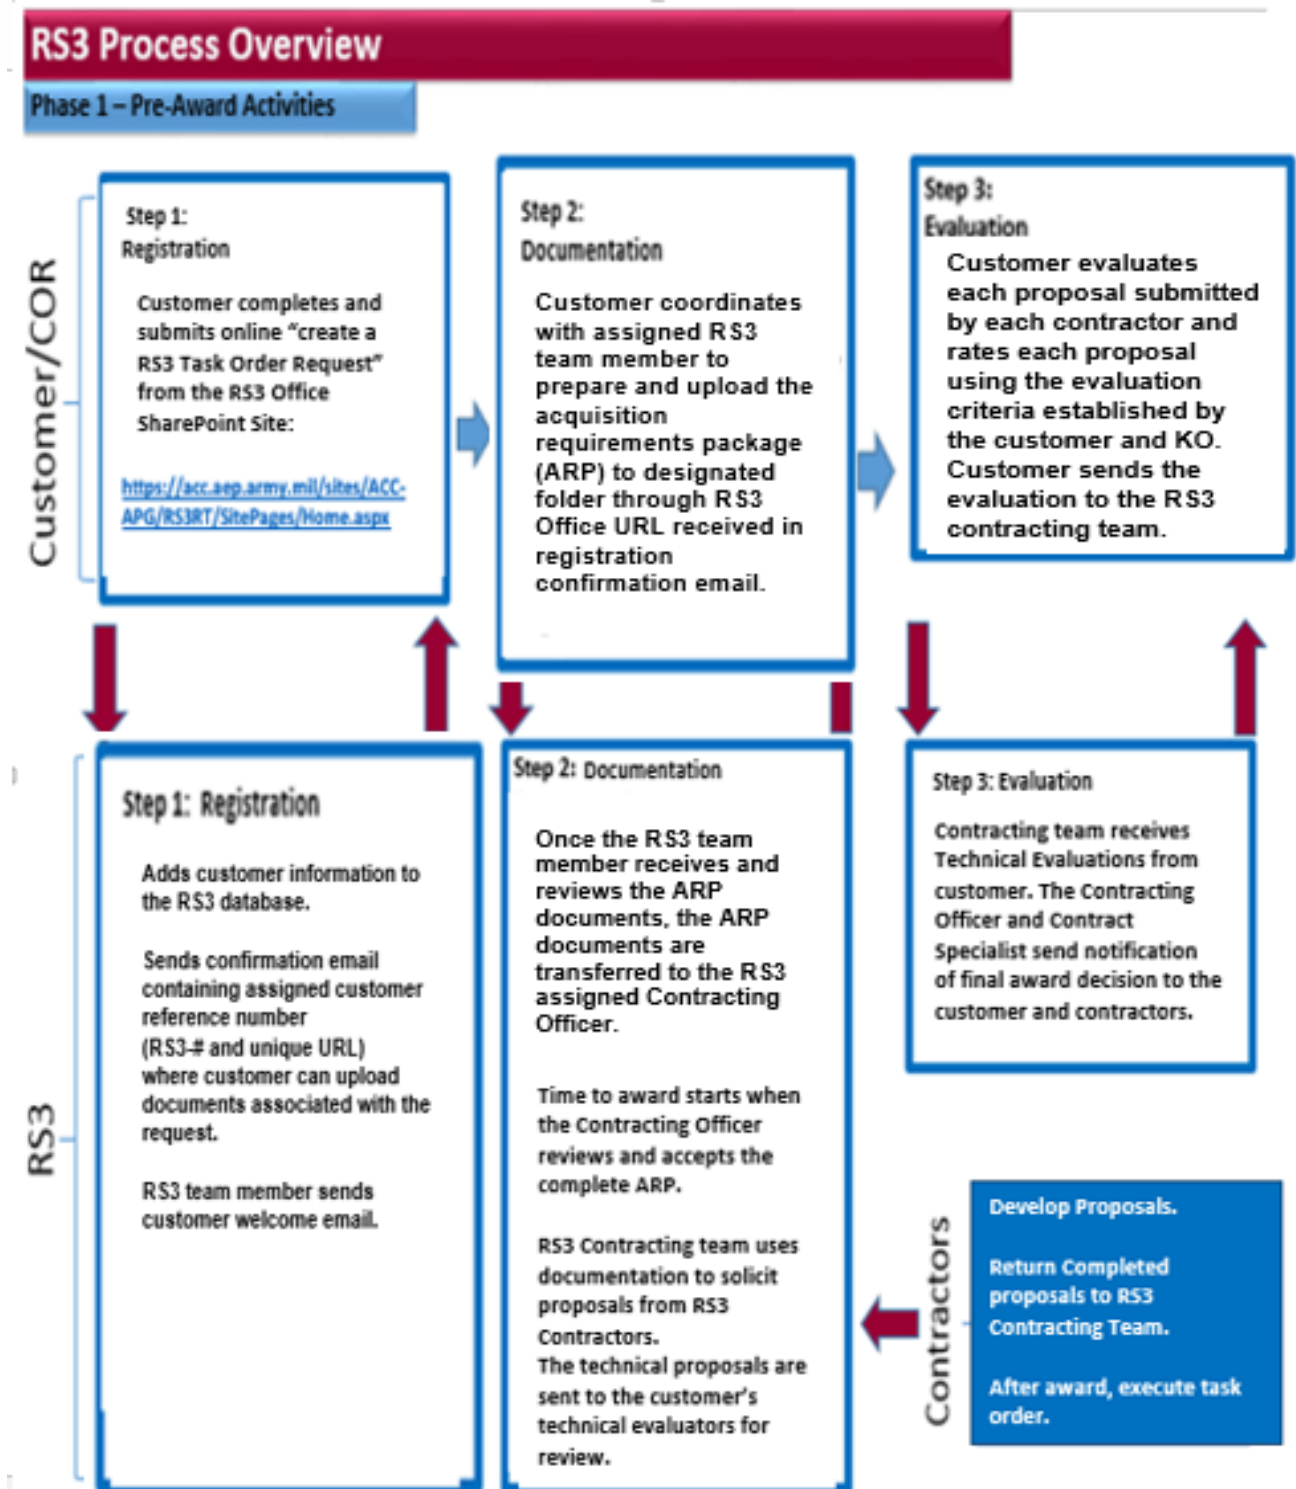 RS3 Process Overview
Phase 1 – Pre-Award Activities
Customer/COR
Step 1:
Registration
Customer completes and
submits online “create a
RS3 Task Order Request”
from the RS3 Office
SharePoint Site:
https://acc.aep.army.mil/sites/ACC-
APG/RS3RT/SitePages/Home.aspx
Step 2:
Documentation
Customer coordinates
with assigned RS3
team member to
prepare and upload the
acquisition
requirements package
(ARP) to designated
folder through RS3
Office URL received in
registration
confirmation email.
Step 3:
Evaluation
Customer evaluates
each proposal submitted
by each contractor and
rates each proposal
using the evaluation
criteria established by
the customer and KO.
Customer sends the
evaluation to the RS3
contracting team.
RS3
Step 1: Registration
Adds customer information to
the RS3 database.
Sends confirmation email
containing assigned customer
reference number
(RS3-# and unique URL)
where customer can upload
documents associated with the
request.
RS3 team member sends
customer welcome email.
Step 2: Documentation
Once the RS3 team
member receives and
reviews the ARP
documents, the ARP
documents are
transferred to the RS3
assigned Contracting
Officer.
Time to award starts when
the Contracting Officer
reviews and accepts the
complete ARP.
RS3 Contracting team uses
documentation to solicit
proposals from RS3
Contractors.
The technical proposals are
sent to the customer’s
technical evaluators for
review.
Step 3: Evaluation
Contracting team receives
Technical Evaluations from
customer. The Contracting
Officer and Contract
Specialist send notification
of final award decision to the
customer and contractors.
Contractors
Develop Proposals.
Return Completed
proposals to RS3
Contracting Team.
After award, execute task
order.